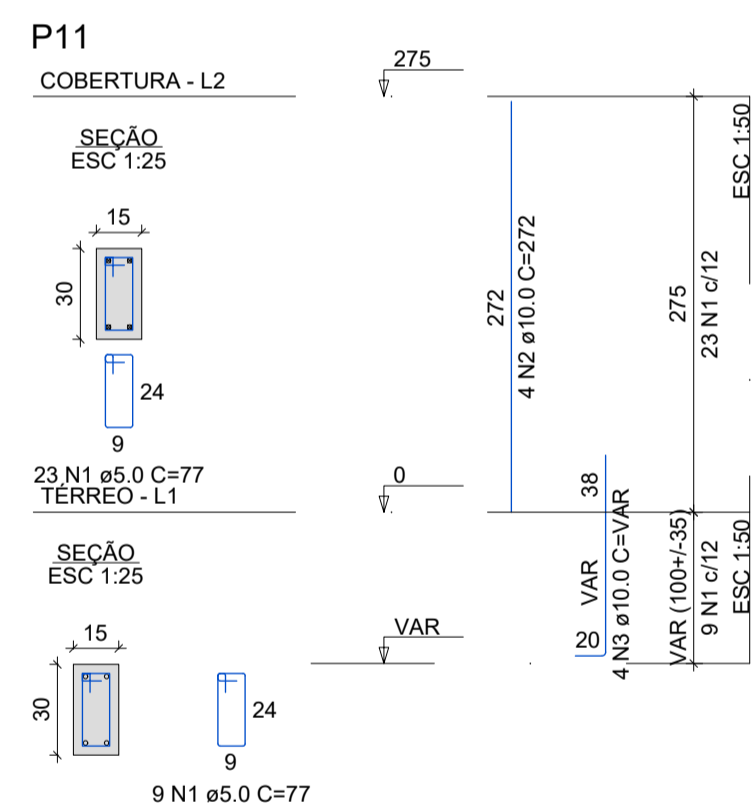 P11
COBERTURA - L2
275
SEÇÃO
ESC 1:25
15
30
24
9
23 N1 ø5.0 C=77
272
4 N2 ø10.0 C=272
275
23 N1 c/12
ESC 1:50
TÉRREO - L1
0
SEÇÃO
ESC 1:25
15
30
24
9
9 N1 ø5.0 C=77
VAR
38
VAR
20
4 N3 ø10.0 C=VAR
VAR (100+/-35)
9 N1 c/12
ESC 1:50